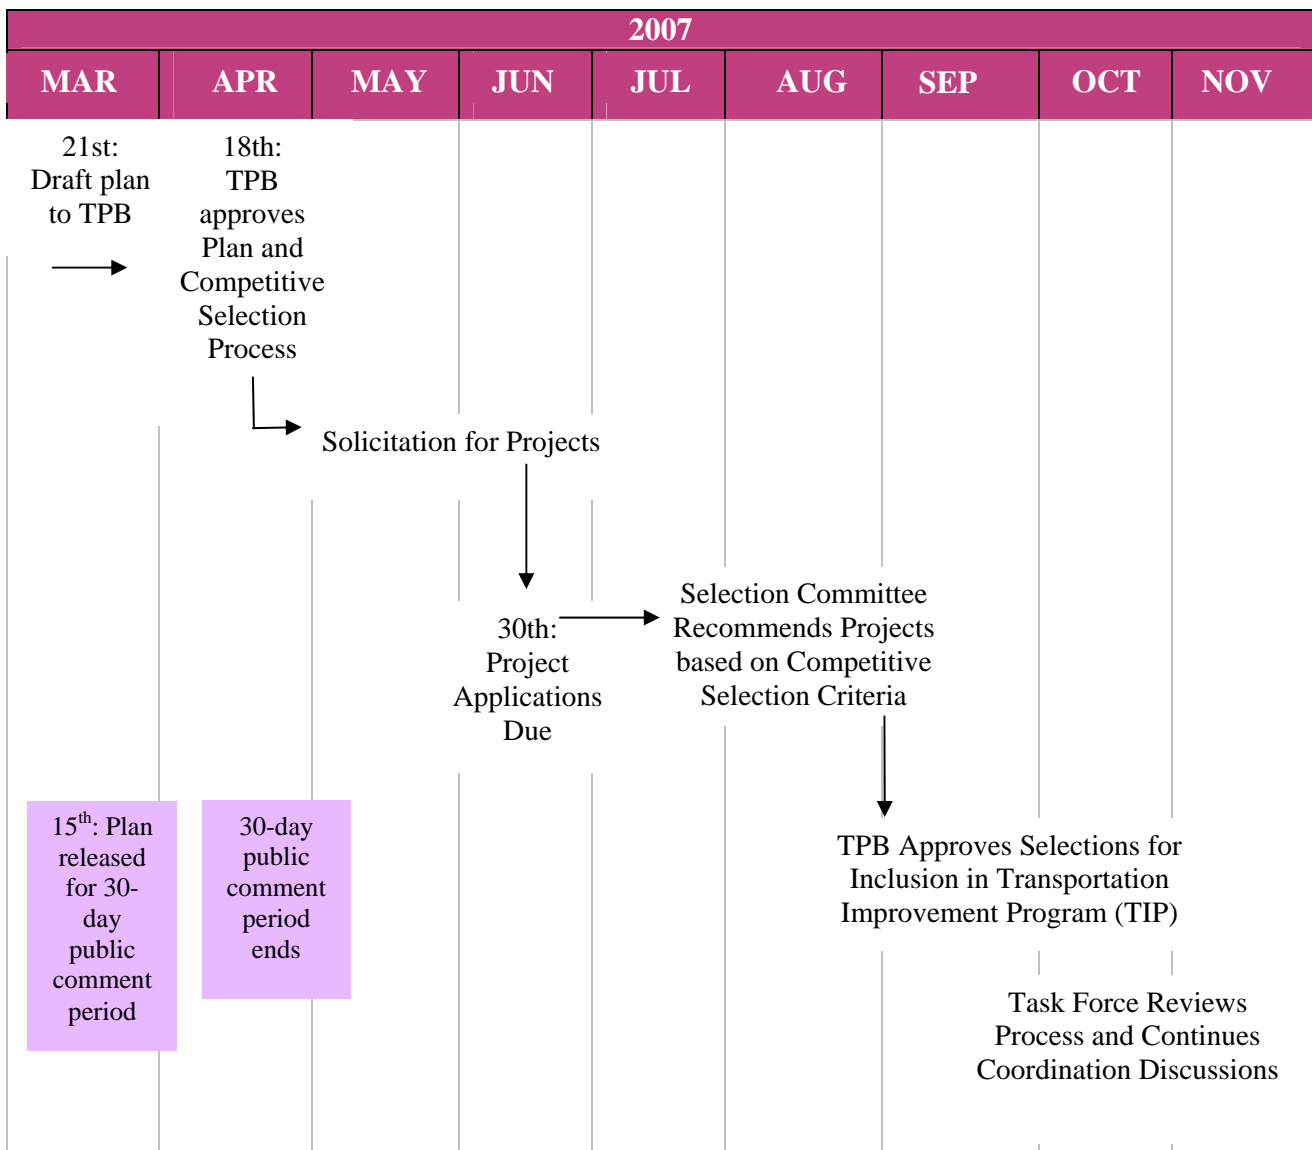 2007
MAR APR MAY JUN JUL AUG SEP OCT NOV
21st:
Draft plan
to TPB
18th:
TPB
approves
Plan and
Competitive
Selection
Process
Solicitation for Projects
30th:
Project
Applications
Due
Selection Committee
Recommends Projects
based on Competitive
Selection Criteria
15th: Plan
released
for 30-
day
public
comment
period
30-day
public
comment
period
ends
TPB Approves Selections for
Inclusion in Transportation
Improvement Program (TIP)
Task Force Reviews
Process and Continues
Coordination Discussions